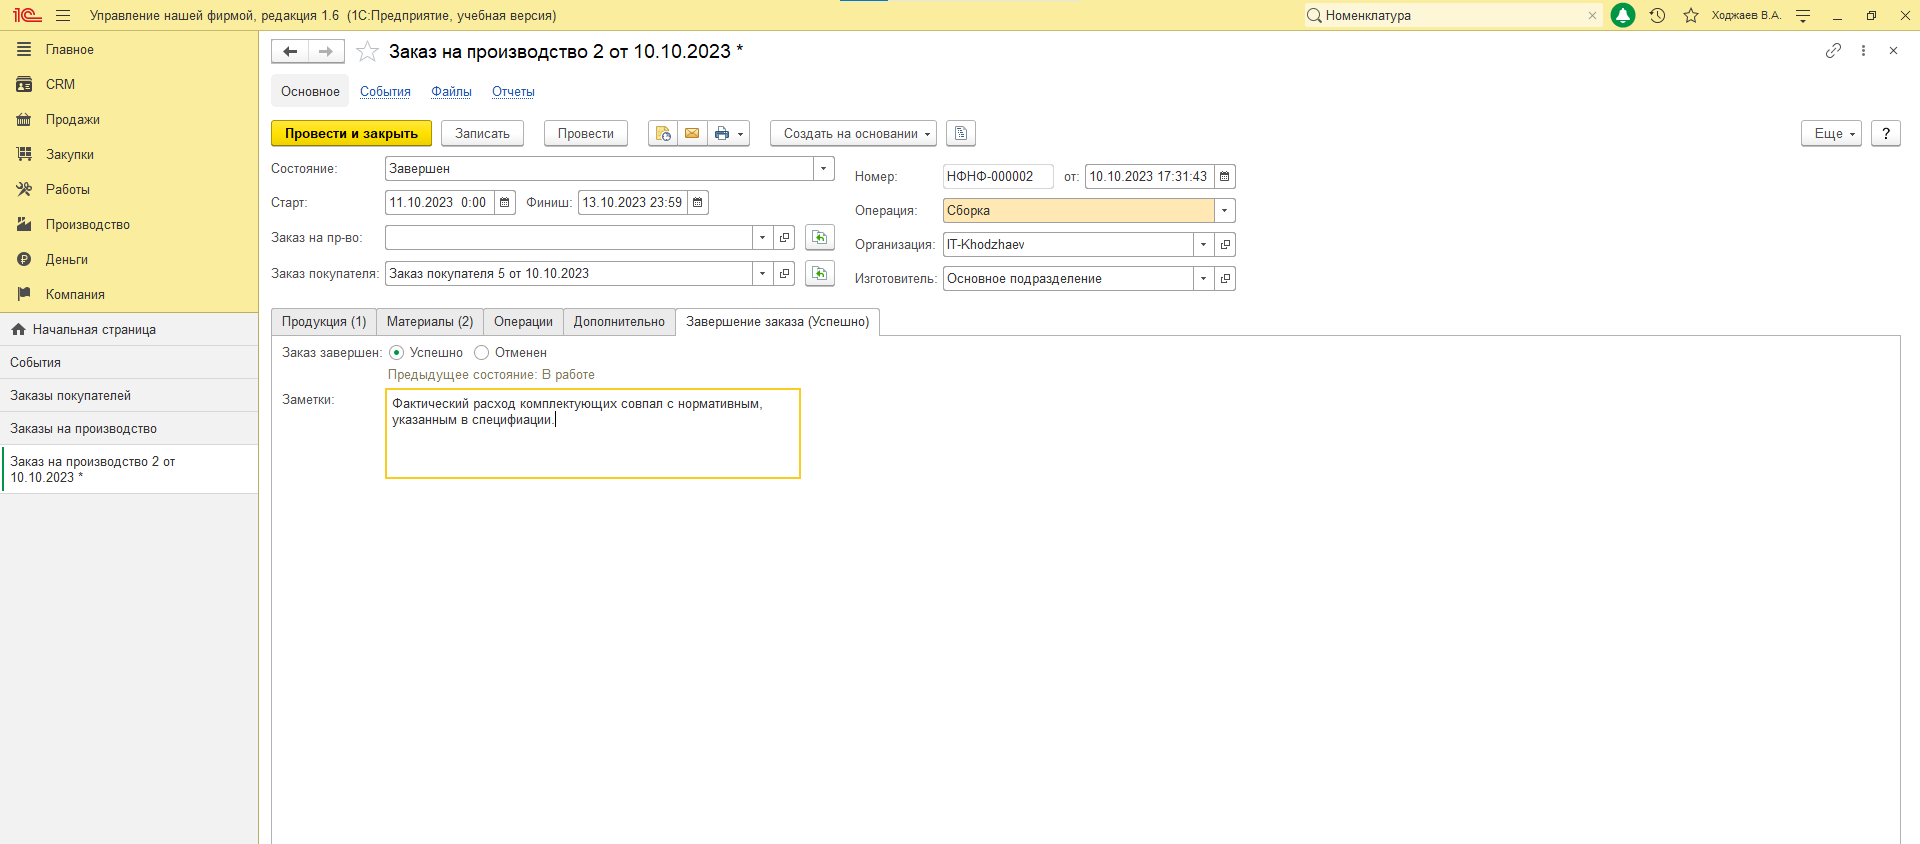 1С Управление нашей фирмой, редакция 1.6 (1С:Предприятие, учебная версия)
Номенклатура
Ходжаев В.А.
Главное
CRM
Продажи
Закупки
Работы
Производство
Деньги
Компания
Начальная страница
События
Заказы покупателей
Заказы на производство
Заказ на производство 2 от
10.10.2023 *
Заказ на производство 2 от 10.10.2023 *
Основное События Файлы Отчеты
Провести и закрыть Записать Провести Создать на основании Еще ?
Состояние: Завершен
Старт: 11.10.2023 0:00 Финиш: 13.10.2023 23:59
Заказ на пр-во:
Заказ покупателя: Заказ покупателя 5 от 10.10.2023
Номер: НФНФ-000002 от: 10.10.2023 17:31:43
Операция: Сборка
Организация: IT-Khodzhaev
Изготовитель: Основное подразделение
Продукция (1) Материалы (2) Операции Дополнительно Завершение заказа (Успешно)
Заказ завершен: Успешно Отменен
Предыдущее состояние: В работе
Заметки:
Фактический расход комплектующих совпал с нормативным,
указанным в специфиации.